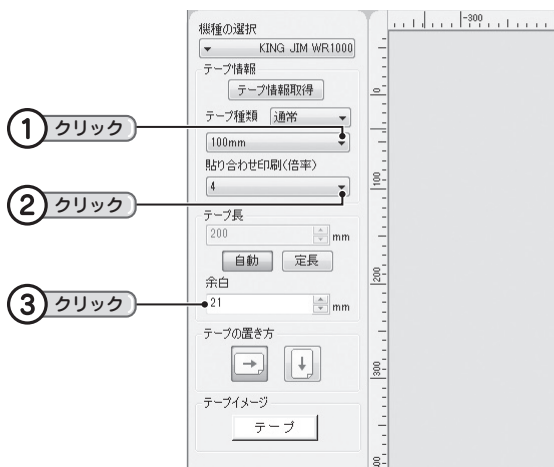 機種の選択
KING JIM WR1000
テープ情報
テープ情報取得
テープ種類 通常
① クリック
100mm
貼り合わせ印刷(倍率)
② クリック
4
テープ長
200 mm
自動 定長
余白
③ クリック
21 mm
テープの置き方
テープイメージ
テープ
-300
0
100
200
300